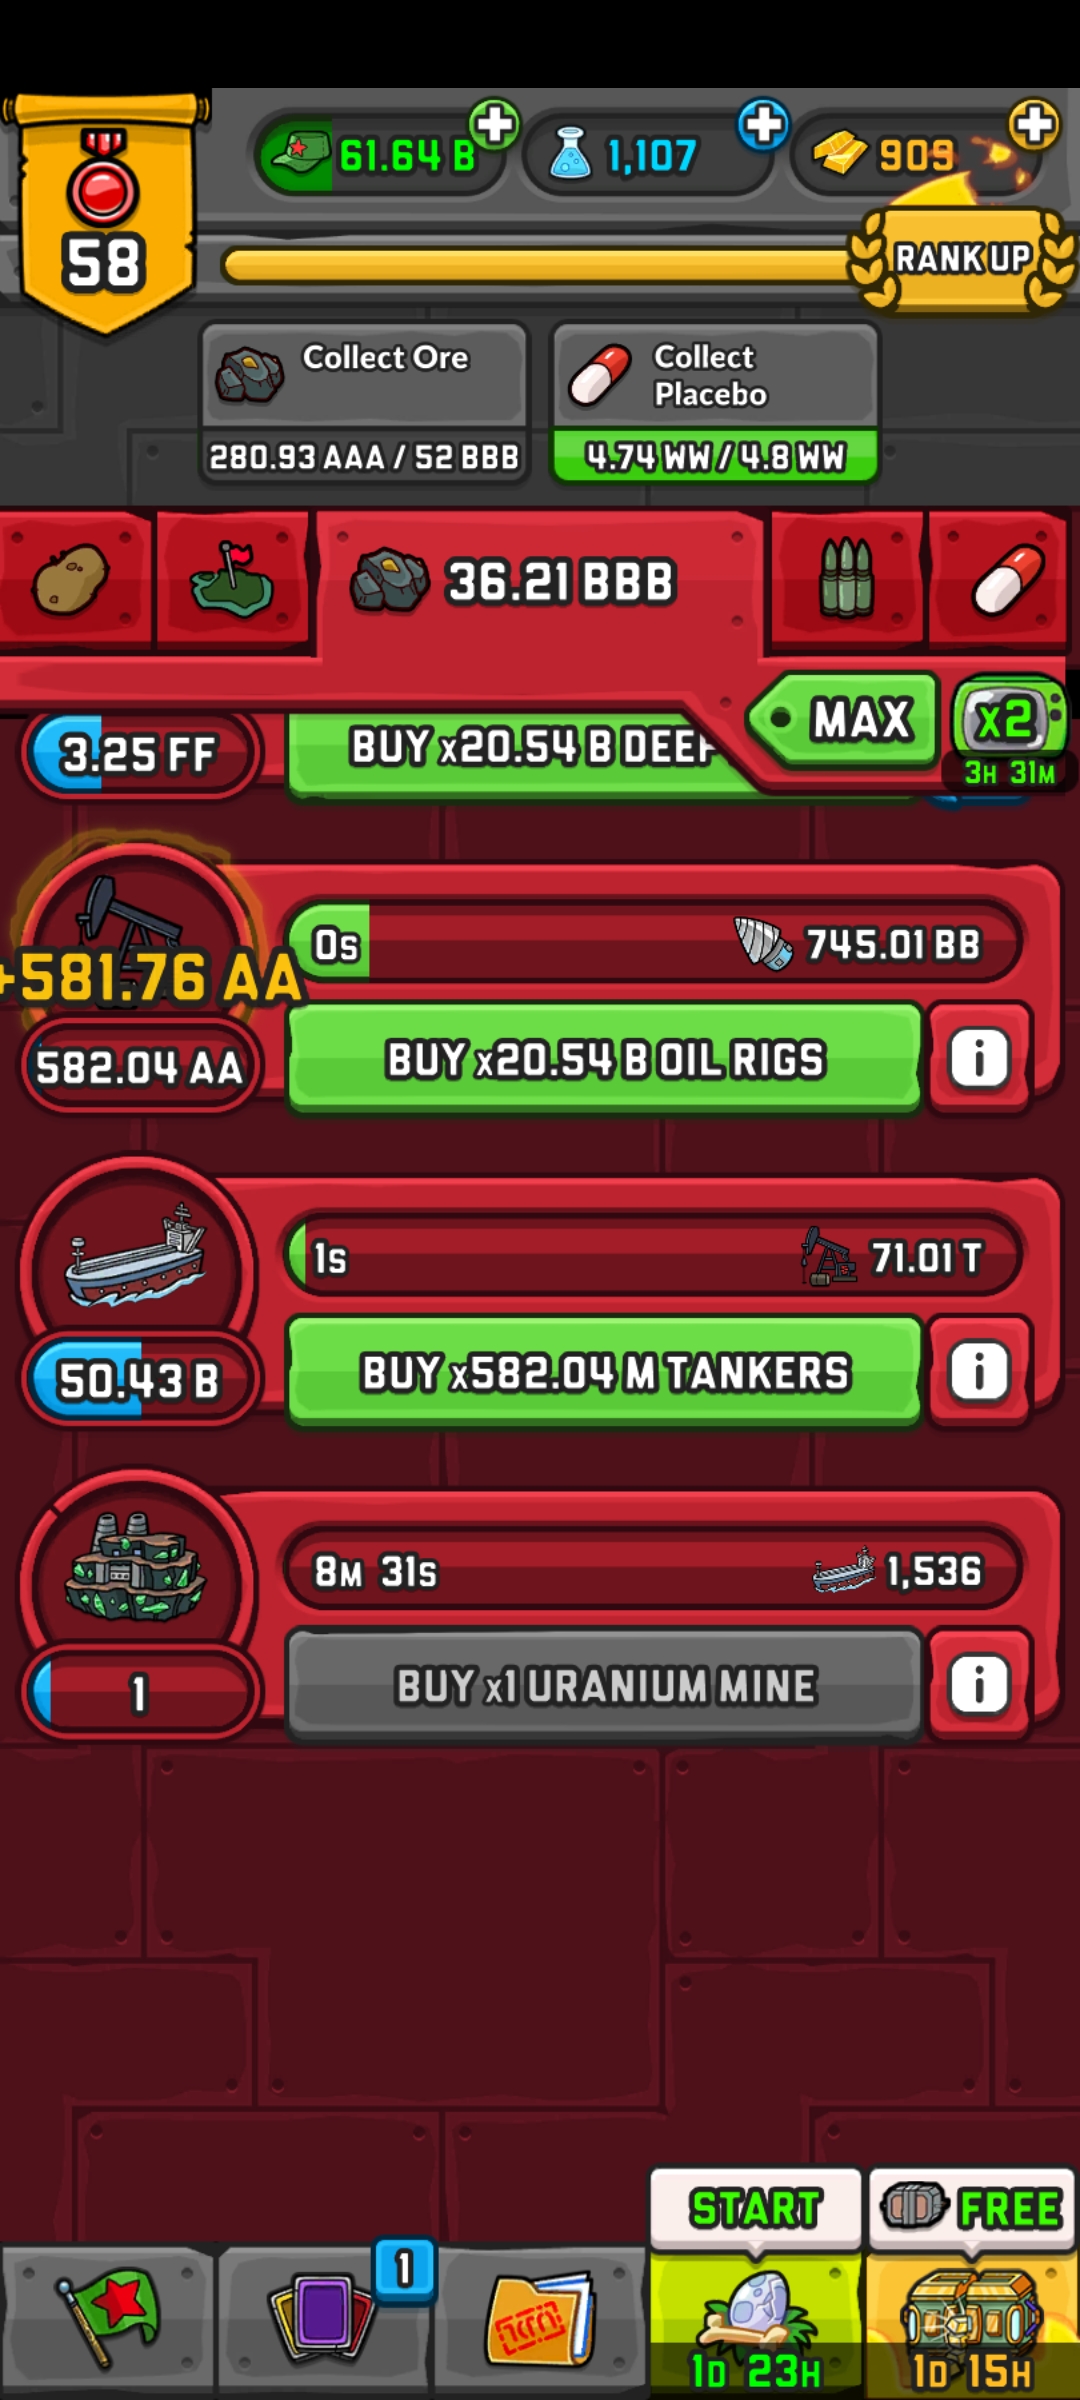 61.64 B
1,107
909
58
RANK UP
Collect Ore
280.93 AAA / 52 BBB
Collect
Placebo
4.74 WW / 4.8 WW
36.21 BBB
MAX
x2
3H 31M
3.25 FF
BUY x20.54 B DEEP
0s
745.01 BB
+581.76 AA
582.04 AA
BUY x20.54 B OIL RIGS
i
1s
71.01 T
50.43 B
BUY x582.04 M TANKERS
i
8M 31s
1,536
1
BUY x1 URANIUM MINE
i
START
FREE
1
1D 23H
1D 15H